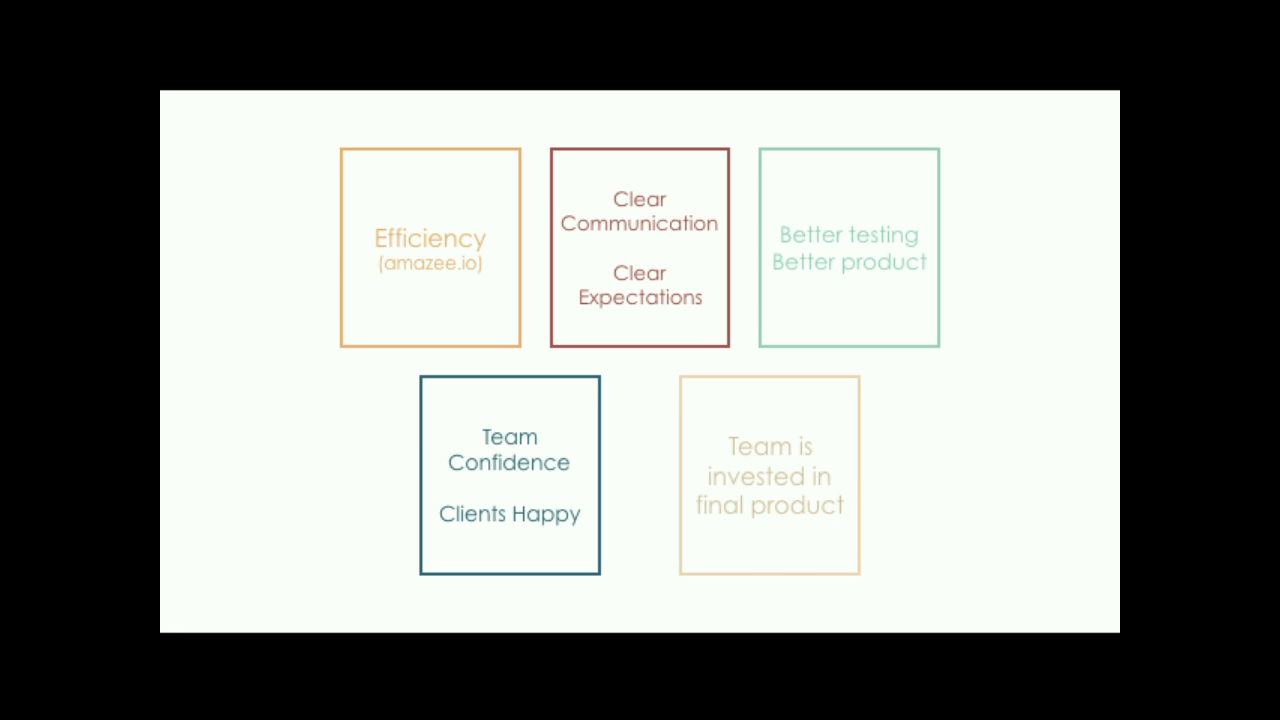 Efficiency
(amazee.io)
Clear
Communication
Clear
Expectations
Better testing
Better product
Team
Confidence
Clients Happy
Team is
invested in
final product